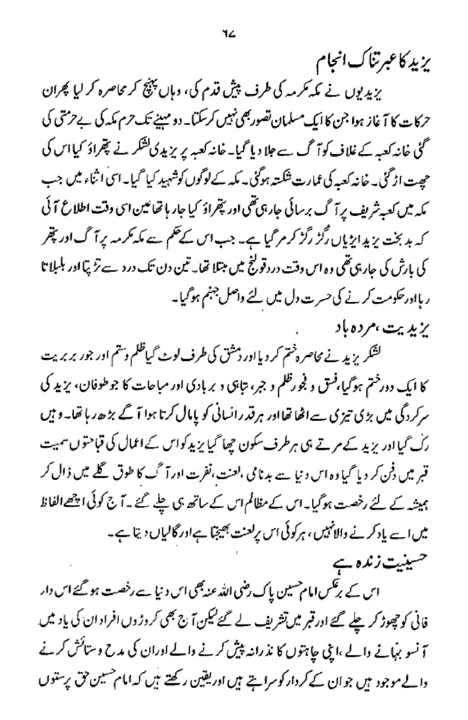 ۶۷
یزید کا عبرتناک انجام
یزیدیوں نے مکہ مکرمہ کی طرف پیش قدمی کی، وہاں پہنچ کر محاصرہ کر لیا پھر ان
حرکات کا آغاز ہوا جن کا ایک مسلمان تصور بھی نہیں کر سکتا۔ دو مہینے تک حرم مکہ کی بے حرمتی کی
گئی خانہ کعبہ کے غلاف کو آگ سے جلا دیا گیا۔ خانہ کعبہ پر یزیدی لشکر نے پتھراؤ کیا اس کی
چھت اڑ گئی۔ خانہ کعبہ کی عمارت شکستہ ہو گئی۔ مکہ کے لوگوں کو شہید کیا گیا۔ اسی اثناء میں جب
مکہ میں کعبہ شریف پر آگ برسائی جا رہی تھی اور پتھراؤ کیا جا رہا تھا عین اسی وقت اطلاع آئی
کہ بد بخت یزید ایڑیاں رگڑ رگڑ کر مر گیا ہے۔ جب اس کے حکم سے مکہ مکرمہ پر آگ اور پتھر
کی بارش کی جا رہی تھی وہ اس وقت درد قولنج میں مبتلا تھا۔ تین دن تک درد سے تڑپتا اور بلبلاتا
رہا اور حکومت کرنے کی حسرت دل میں لئے واصل جہنم ہو گیا۔
یزیدیت، مردہ باد
لشکر یزید نے محاصرہ ختم کر دیا اور دمشق کی طرف لوٹ گیا ظلم و ستم اور جور بربریت
کا ایک دور ختم ہو گیا، فسق و فجور ظلم و جبر، تباہی و بربادی اور مباحات کا جو طوفان، یزید کی
سرکردگی میں بڑی تیزی سے اٹھا تھا اور ہر قدر انسانی کو پامال کرتا ہوا آگے بڑھ رہا تھا۔ وہیں
رک گیا اور یزید کے مرتے ہی ہر طرف سکون چھا گیا یزید کو اس کے اعمال کی قباحتوں سمیت
قبر میں دفن کر دیا گیا وہ اس دنیا سے بدنامی، لعنت، نفرت اور آگ کا طوق گلے میں ڈال کر
ہمیشہ کے لئے رخصت ہو گیا۔ اس کے مظالم اس کے ساتھ ہی چلے گئے۔ آج کوئی اچھے الفاظ
میں اسے یاد کرنے والا نہیں، ہر کوئی اس پر لعنت بھیجتا ہے اور گالیاں دیتا ہے۔
حسینیت زندہ ہے
اس کے برعکس امام حسین پاک رضی اللہ عنہ بھی اس دنیا سے رخصت ہو گئے اس دار
فانی کو چھوڑ کر چلے گئے اور قبر میں تشریف لے گئے لیکن آج بھی کروڑوں افراد ان کی یاد میں
آنسو بہانے والے، اپنی چاہتوں کا نذرانہ پیش کرنے والے اور ان کی مدح و ستائش کرنے
والے موجود ہیں جو ان کے کردار کو سراہتے ہیں اور یقین رکھتے ہیں کہ امام حسین حق پرستوں